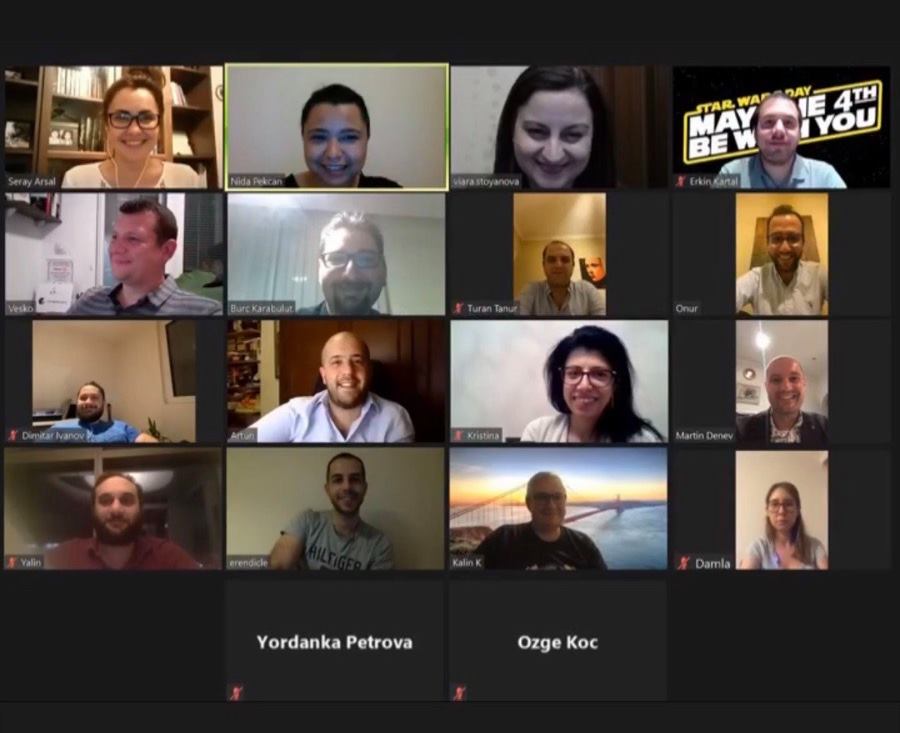 Seray Arsal
Nida Pekcan
viara.stoyanova
STAR WARS DAY
MAY THE 4TH
BE WITH YOU
Erkin Kartal
Vesko
Burc Karabulut
Turan Tanur
Onur
Dimitar Ivanov
Artun
Kristina
Martin Denev
Yalin
HILFIGER
erendicle
Kalin K
Damla
Yordanka Petrova
Ozge Koc